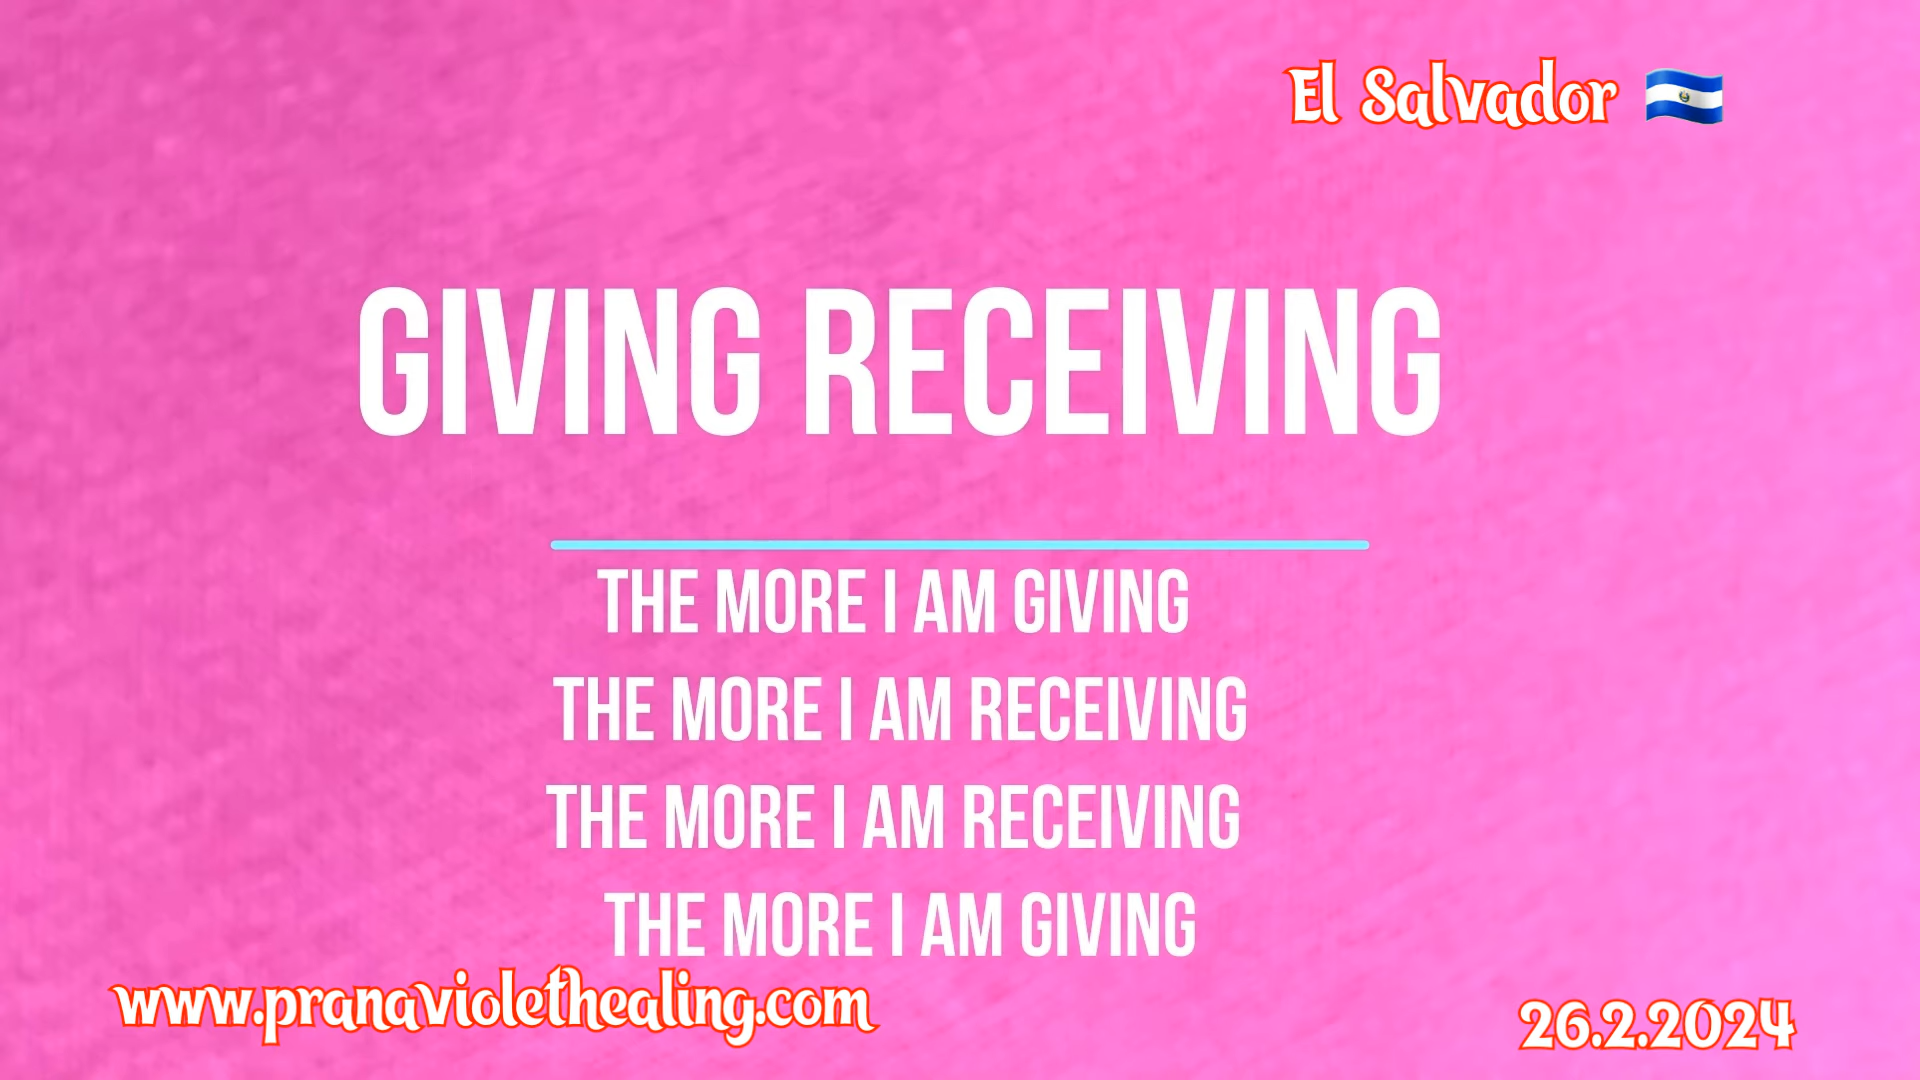 El Salvador 🇸🇻
GIVING RECEIVING
THE MORE I AM GIVING
THE MORE I AM RECEIVING
THE MORE I AM RECEIVING
THE MORE I AM GIVING
www.pranaviolethealing.com
26.2.2024